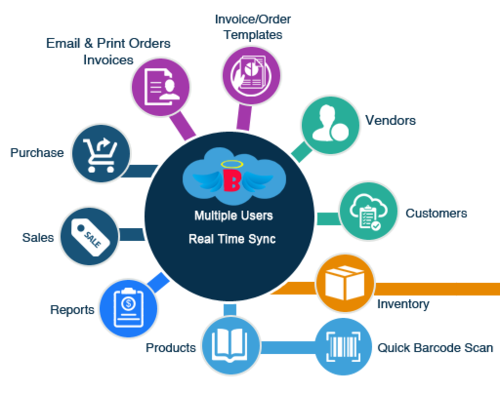 Invoice/Order
Templates
Email & Print Orders
Invoices
Vendors
Purchase
B
Multiple Users
Real Time Sync
Customers
Sales
SALE
Reports
$
Inventory
Products
Quick Barcode Scan